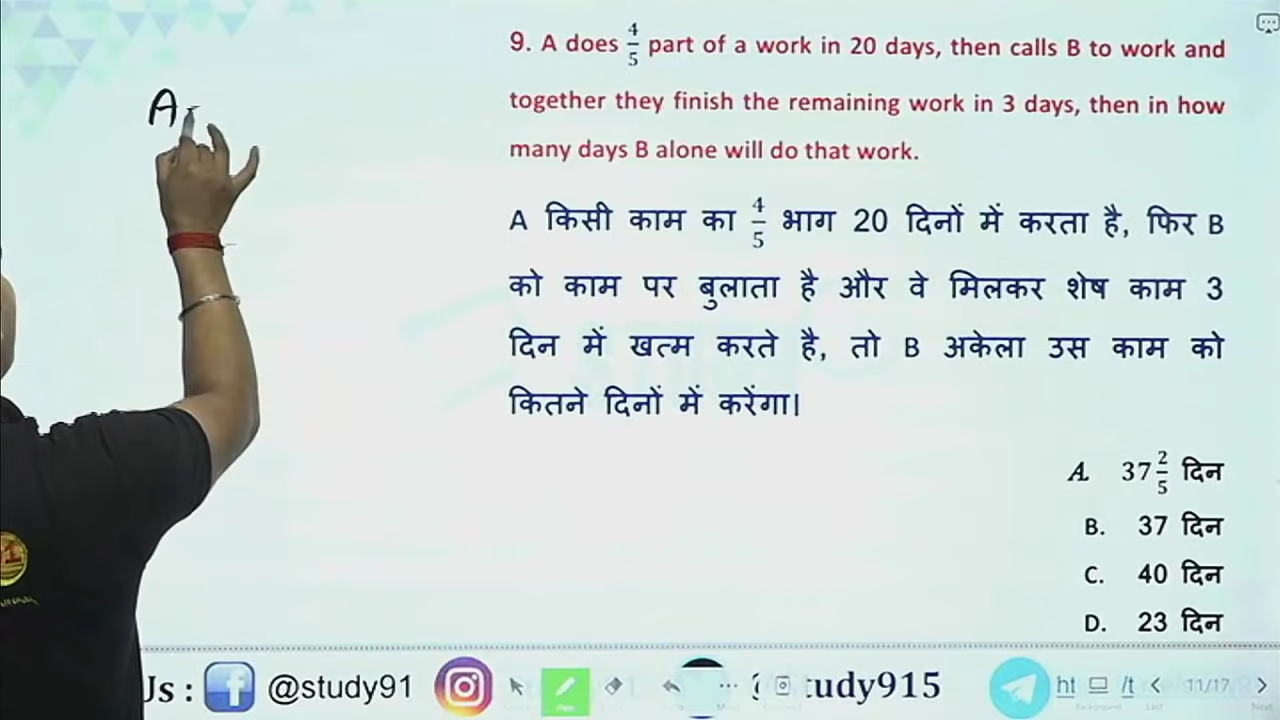 9. A does 4/5 part of a work in 20 days, then calls B to work and
together they finish the remaining work in 3 days, then in how
many days B alone will do that work.
A
A किसी काम का 4/5 भाग 20 दिनों में करता है, फिर B
को काम पर बुलाता है और वे मिलकर शेष काम 3
दिन में खत्म करते है, तो B अकेला उस काम को
कितने दिनों में करेंगा।
A. 37 2/5 दिन
B. 37 दिन
C. 40 दिन
D. 23 दिन
Js : @study91 tudy915 ht /t 11/17